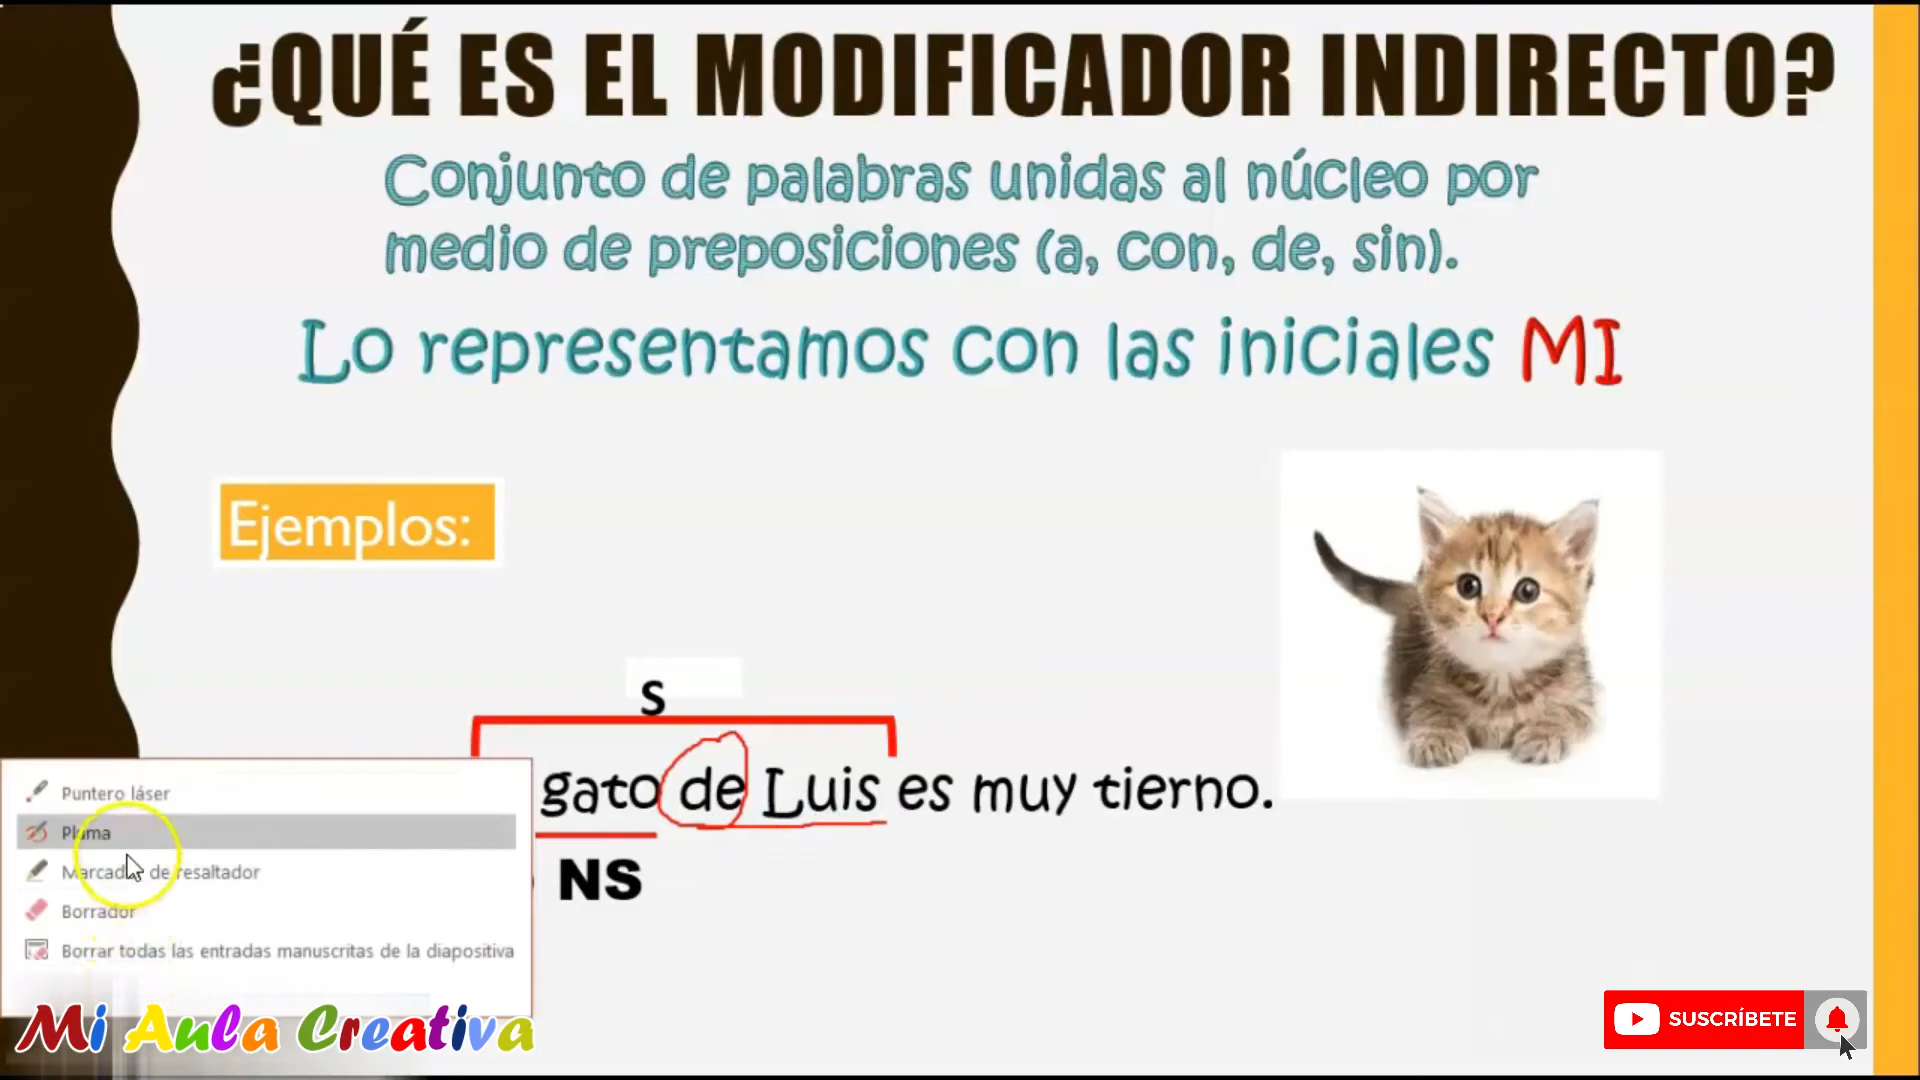 ¿QUÉ ES EL MODIFICADOR INDIRECTO?
Conjunto de palabras unidas al núcleo por
medio de preposiciones (a, con, de, sin).
Lo representamos con las iniciales MI
Ejemplos:
S
gato de Luis es muy tierno.
NS
Puntero láser
Pluma
Marcador de resaltador
Borrador
Borrar todas las entradas manuscritas de la diapositiva
Mi Aula Creativa
SUSCRÍBETE